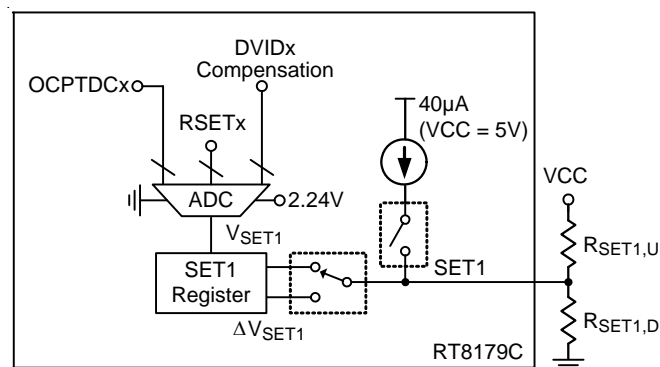 DVIDx
Compensation
OCPTDCx
RSETx
40µA
(VCC = 5V)
VCC
ADC
2.24V
VSET1
SET1
Register
SET1
RSET1,U
RSET1,D
ΔVSET1
RT8179C